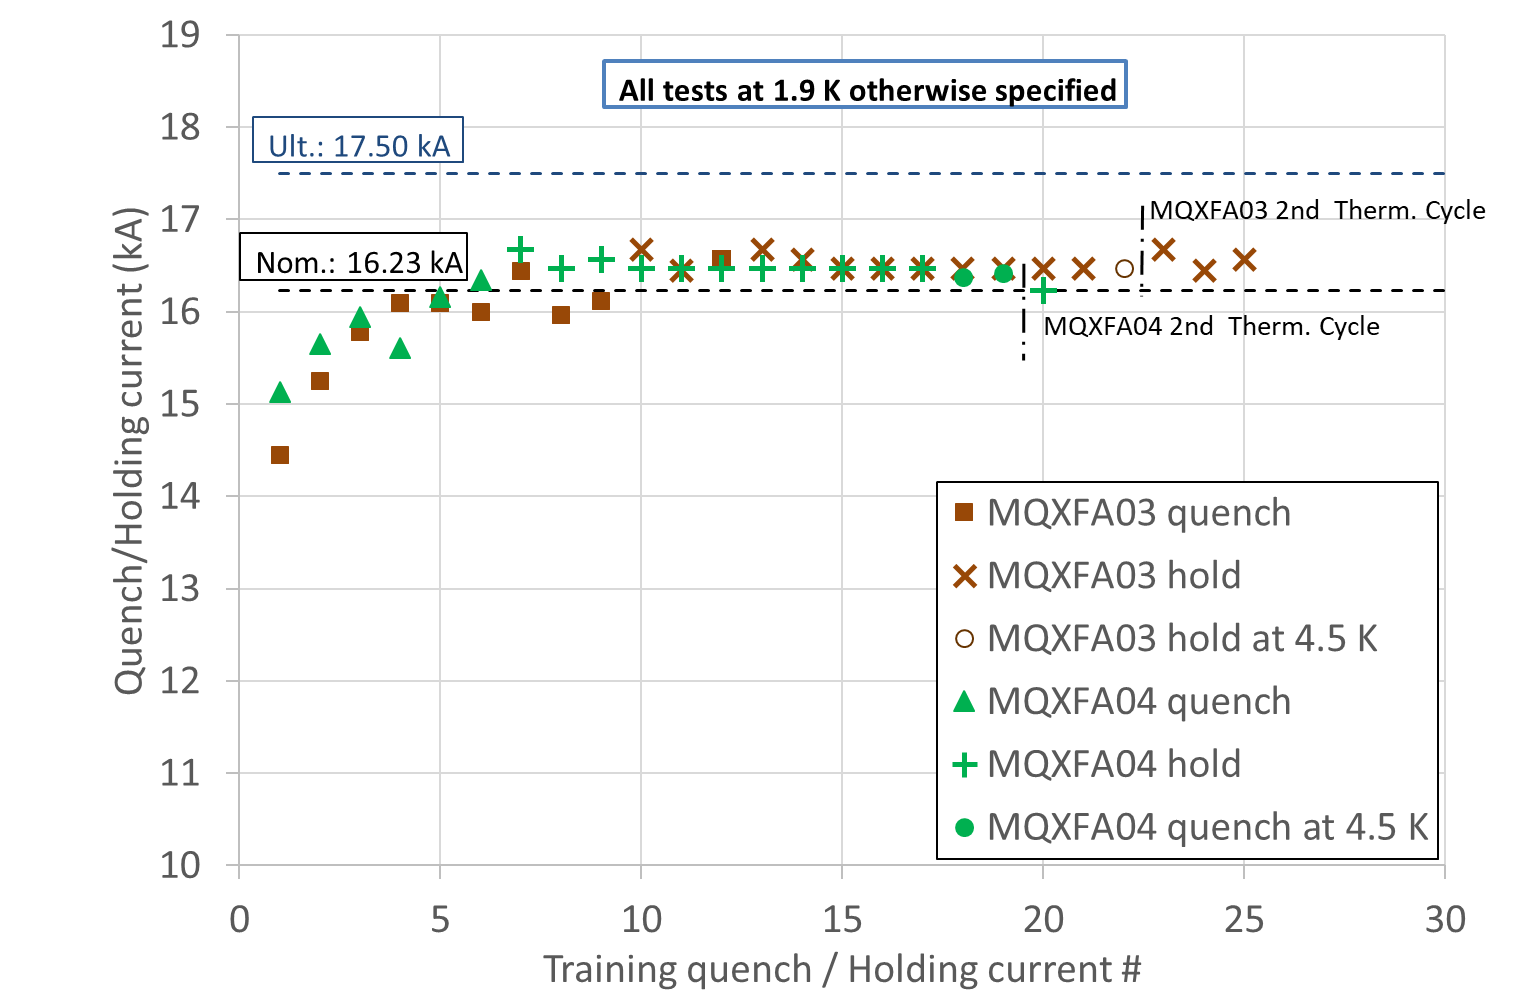 19
18
17
16
15
14
13
12
11
10
Quench/Holding current (kA)
All tests at 1.9 K otherwise specified
Ult.: 17.50 kA
MQXFA03 2nd Therm. Cycle
Nom.: 16.23 kA
MQXFA04 2nd Therm. Cycle
MQXFA03 quench
MQXFA03 hold
MQXFA03 hold at 4.5 K
MQXFA04 quench
MQXFA04 hold
MQXFA04 quench at 4.5 K
0 5 10 15 20 25 30
Training quench / Holding current #